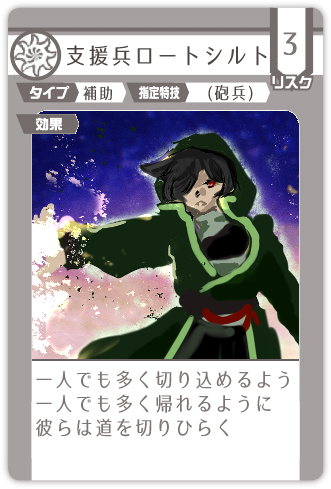 支援兵ロートシルト
3
リスク
タイプ 補助 指定特技 (砲兵)
効果
一人でも多く切り込めるよう
一人でも多く帰れるように
彼らは道を切りひらく